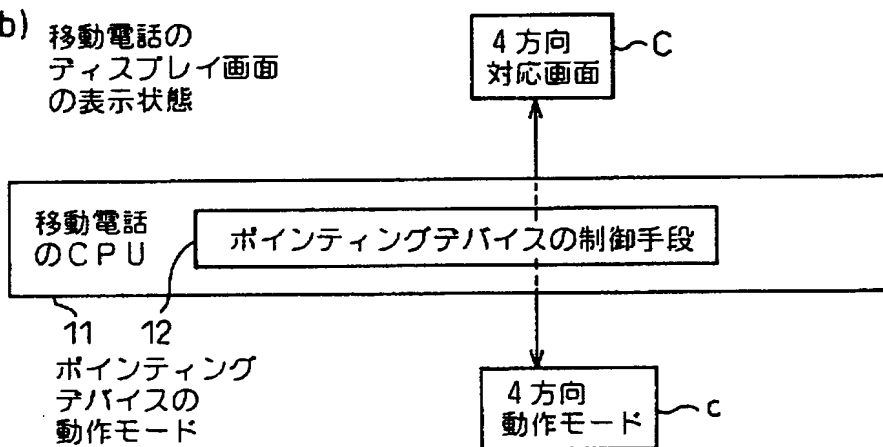 b) 移動電話の
ディスプレイ画面
の表示状態
4方向
対応画面
C
移動電話
のCPU
ポインティングデバイスの制御手段
11 12
ポインティング
デバイスの
動作モード
4方向
動作モード
c